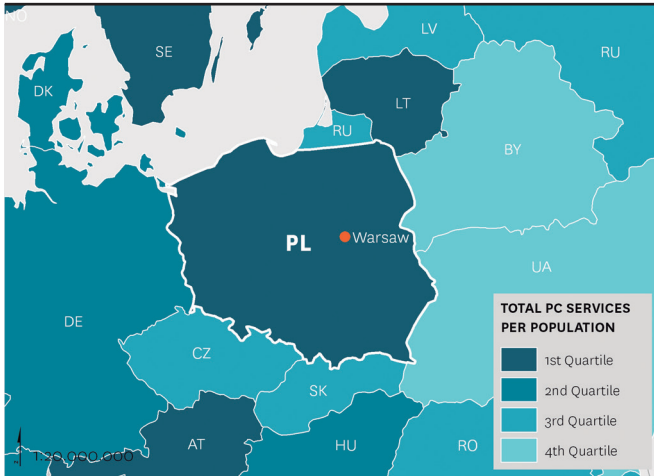 NO
SE
LV
RU
DK
LT
RU
BY
PL
Warsaw
UA
DE
TOTAL PC SERVICES
PER POPULATION
1st Quartile
2nd Quartile
3rd Quartile
4th Quartile
CZ
SK
AT
HU
RO
1:20,000,000